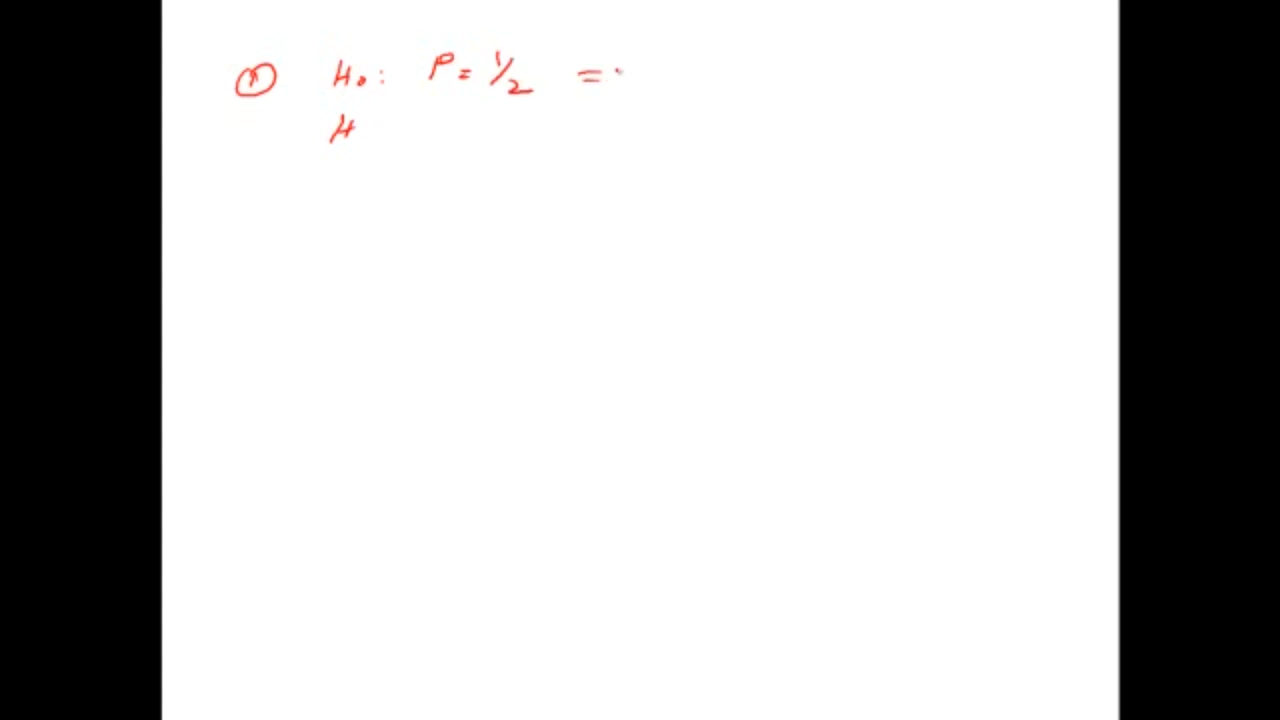 ① H₀: P = 1/2 =
H